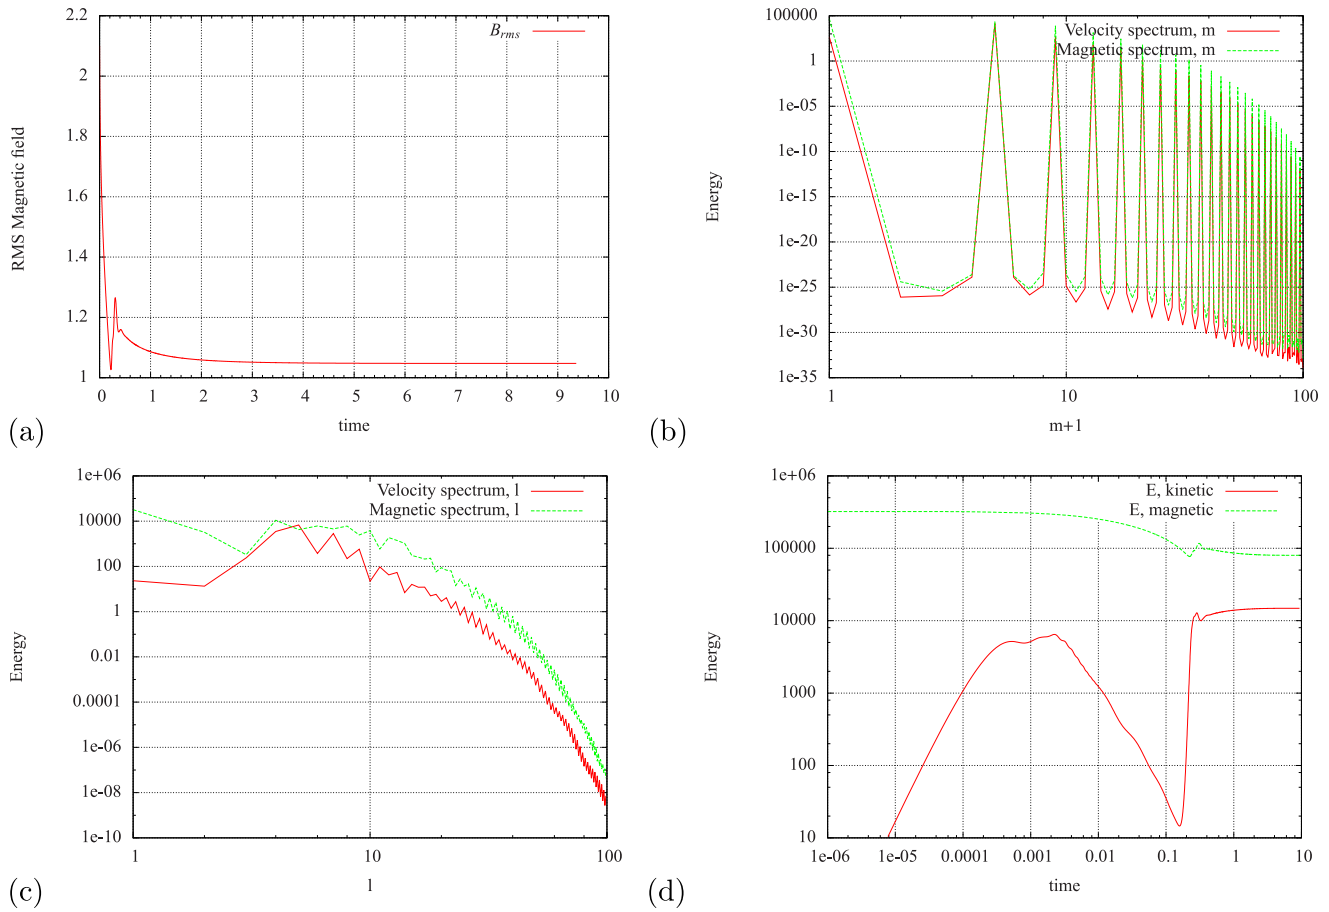 2.2
2
1.8
1.6
1.4
1.2
1
0 1 2 3 4 5 6 7 8 9 10
RMS Magnetic field
time
B_rms
(a)
100000
1
1e-05
1e-10
1e-15
1e-20
1e-25
1e-30
1e-35
1 10 100
Energy
m+1
Velocity spectrum, m
Magnetic spectrum, m
(b)
1e+06
10000
100
1
0.01
0.0001
1e-06
1e-08
1e-10
1 10 100
Energy
l
Velocity spectrum, l
Magnetic spectrum, l
(c)
100000
10000
1000
100
10
1e-06 1e-05 0.0001 0.001 0.01 0.1 1 10
Energy
time
E, kinetic
E, magnetic
(d)